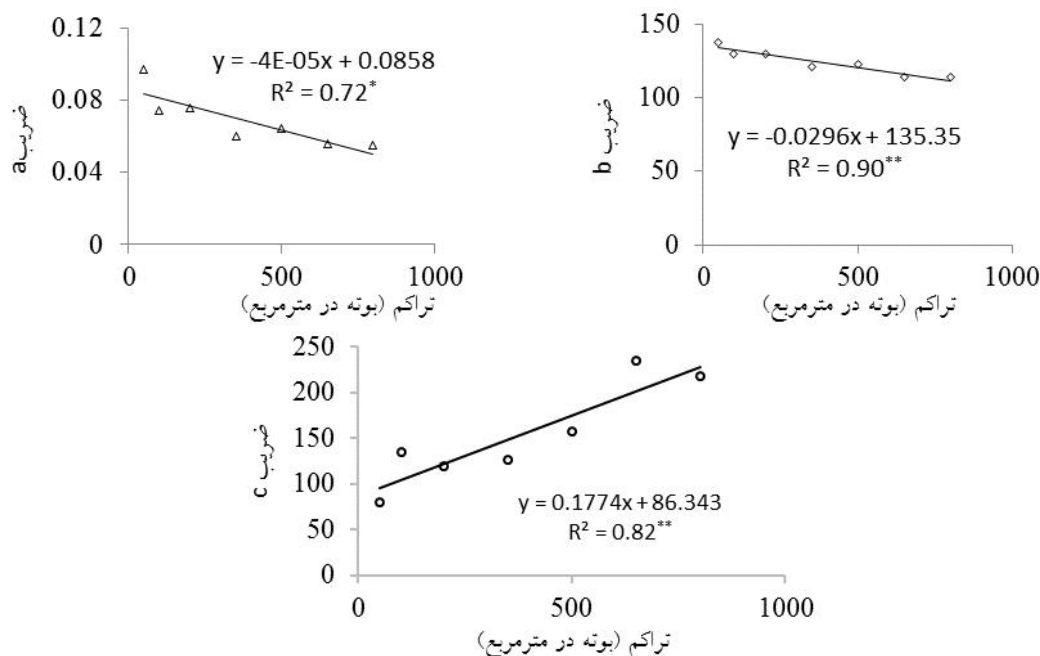 0.12
0.08
0.04
0
ضریب a
y = -4E-05x + 0.0858
R² = 0.72*
0 500 1000
تراکم (بوته در مترمربع)
150
100
50
0
ضریب b
y = -0.0296x + 135.35
R² = 0.90**
0 500 1000
تراکم (بوته در مترمربع)
250
200
150
100
50
0
ضریب c
y = 0.1774x + 86.343
R² = 0.82**
0 500 1000
تراکم (بوته در مترمربع)